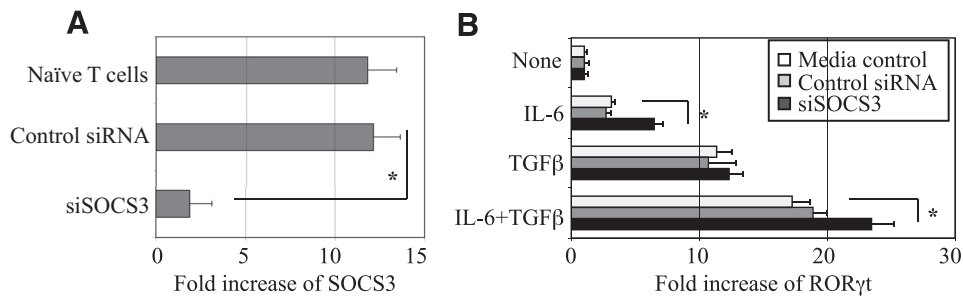 A
Naïve T cells
Control siRNA
siSOCS3
*
0 5 10 15
Fold increase of SOCS3
B
None
IL-6
TGFβ
IL-6+TGFβ
Media control
Control siRNA
siSOCS3
*
*
0 10 20 30
Fold increase of RORγt